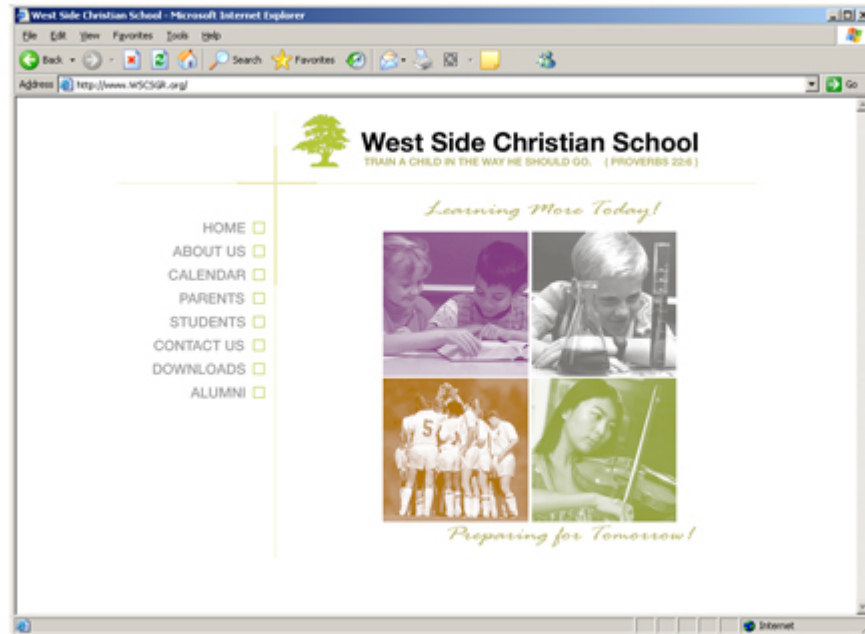 West Side Christian School - Microsoft Internet Explorer
File Edit View Favorites Tools Help
Back Search Favorites
Address http://www.WSCSGR.org/ Go
West Side Christian School
TRAIN A CHILD IN THE WAY HE SHOULD GO. ( PROVERBS 22:6 )
Learning More Today!
HOME
ABOUT US
CALENDAR
PARENTS
STUDENTS
CONTACT US
DOWNLOADS
ALUMNI
5
Preparing for Tomorrow!
Internet